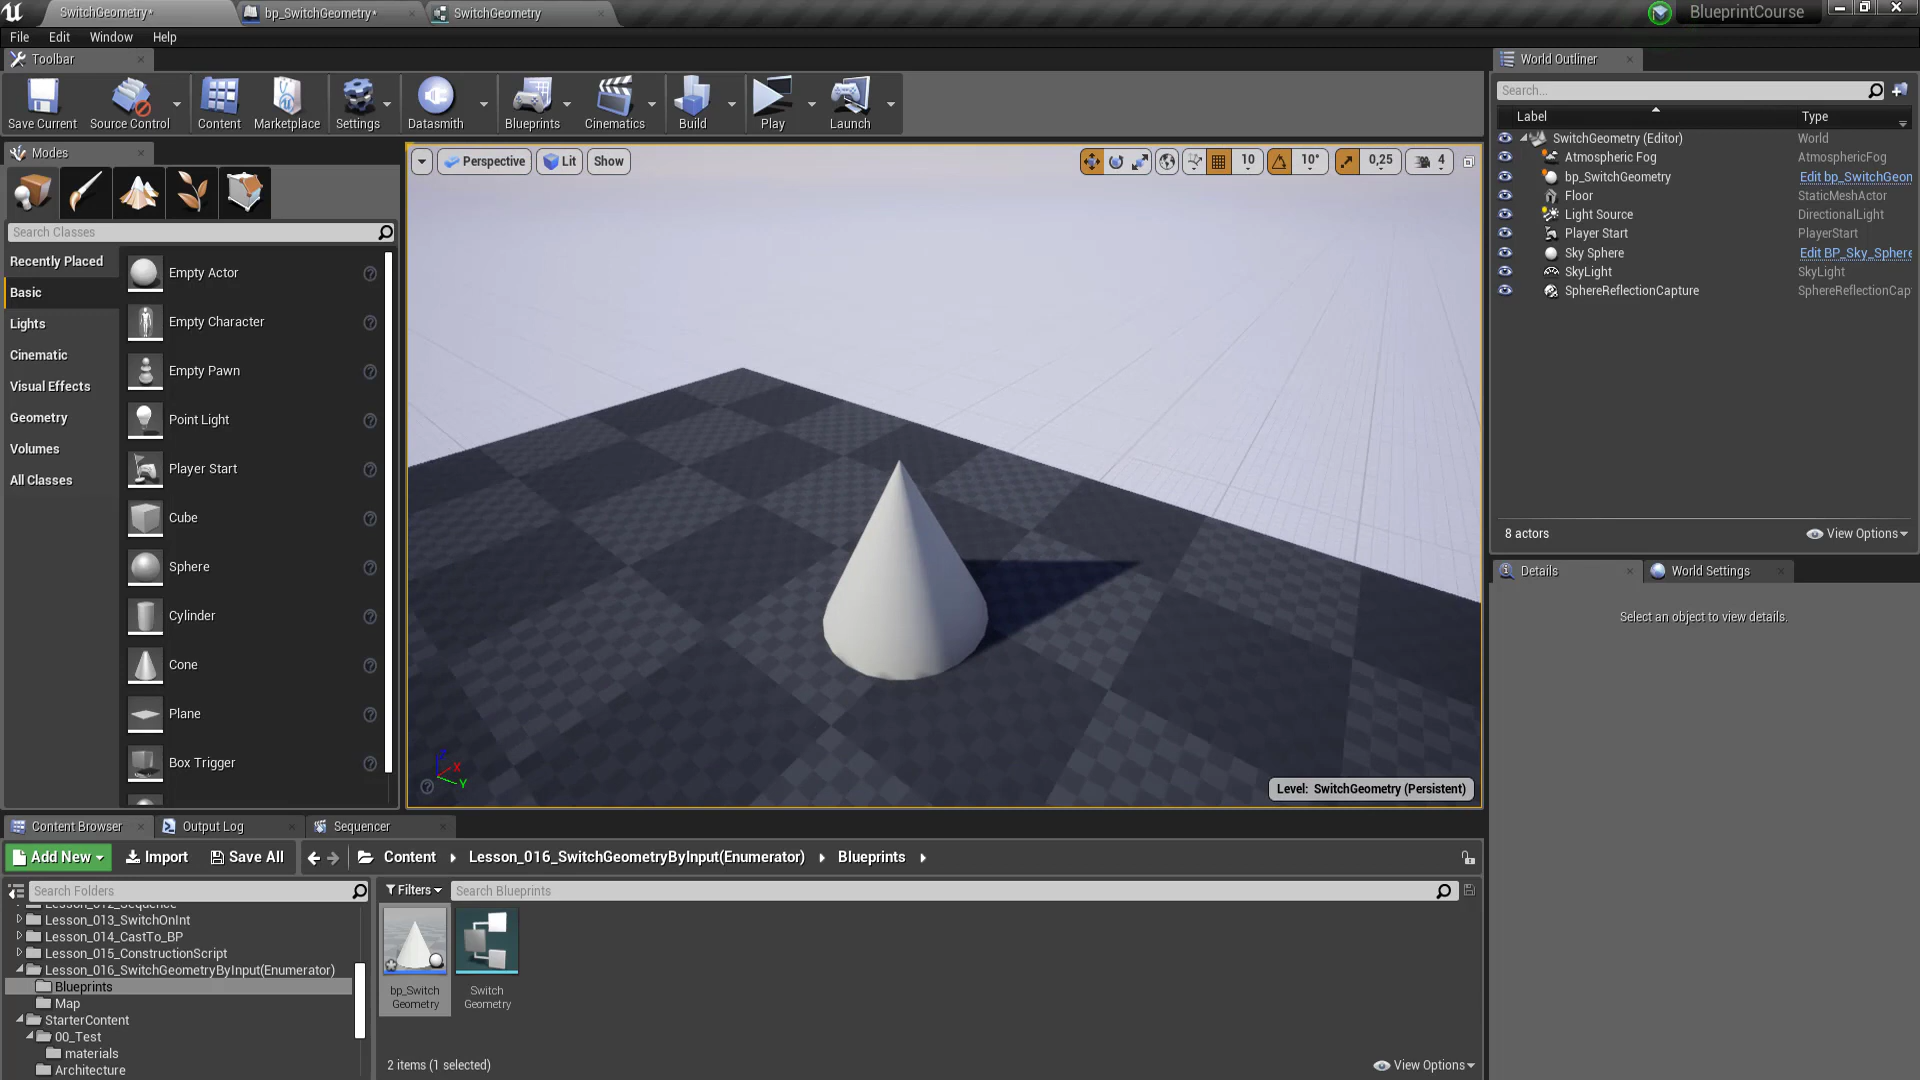 SwitchGeometry*
bp_SwitchGeometry*
SwitchGeometry
BlueprintCourse
File
Edit
Window
Help
Toolbar
Save Current
Source Control
Content
Marketplace
Settings
Datasmith
Blueprints
Cinematics
Build
Play
Launch
Modes
Search Classes
Recently Placed
Basic
Lights
Cinematic
Visual Effects
Geometry
Volumes
All Classes
Empty Actor
Empty Character
Empty Pawn
Point Light
Player Start
Cube
Sphere
Cylinder
Cone
Plane
Box Trigger
Perspective
Lit
Show
10
10°
0,25
4
Z
X
Y
Level: SwitchGeometry (Persistent)
World Outliner
Search...
Label
Type
SwitchGeometry (Editor)
World
Atmospheric Fog
AtmosphericFog
bp_SwitchGeometry
Edit bp_SwitchGeon
Floor
StaticMeshActor
Light Source
DirectionalLight
Player Start
PlayerStart
Sky Sphere
Edit BP_Sky_Sphere
SkyLight
SkyLight
SphereReflectionCapture
SphereReflectionCap
8 actors
View Options
Details
World Settings
Select an object to view details.
Content Browser
Output Log
Sequencer
Add New
Import
Save All
Content
Lesson_016_SwitchGeometryByInput(Enumerator)
Blueprints
Search Folders
Filters
Search Blueprints
Lesson_012_Sequence
Lesson_013_SwitchOnInt
Lesson_014_CastTo_BP
Lesson_015_ConstructionScript
Lesson_016_SwitchGeometryByInput(Enumerator)
Blueprints
Map
StarterContent
00_Test
materials
Architecture
bp_Switch
Geometry
Switch
Geometry
2 items (1 selected)
View Options